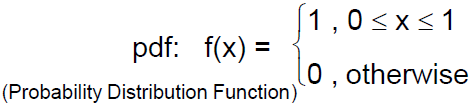 pdf: f(x) = { 1 , 0 ≤ x ≤ 1
0 , otherwise
(Probability Distribution Function)